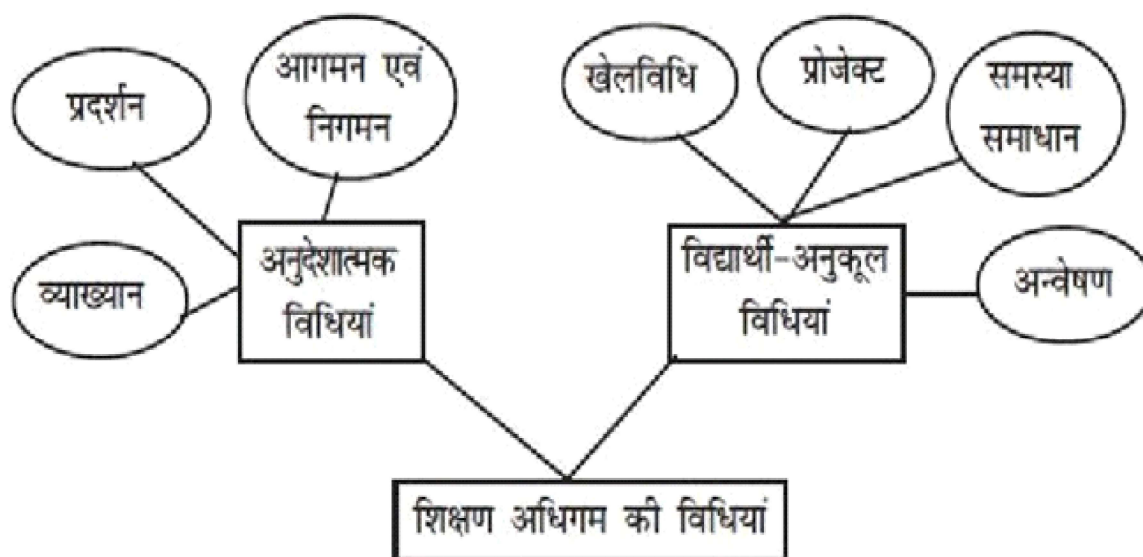 प्रदर्शन
आगमन एवं
निगमन
व्याख्यान
अनुदेशात्मक
विधियां
खेलविधि
प्रोजेक्ट
समस्या
समाधान
विद्यार्थी-अनुकूल
विधियां
अन्वेषण
शिक्षण अधिगम की विधियां